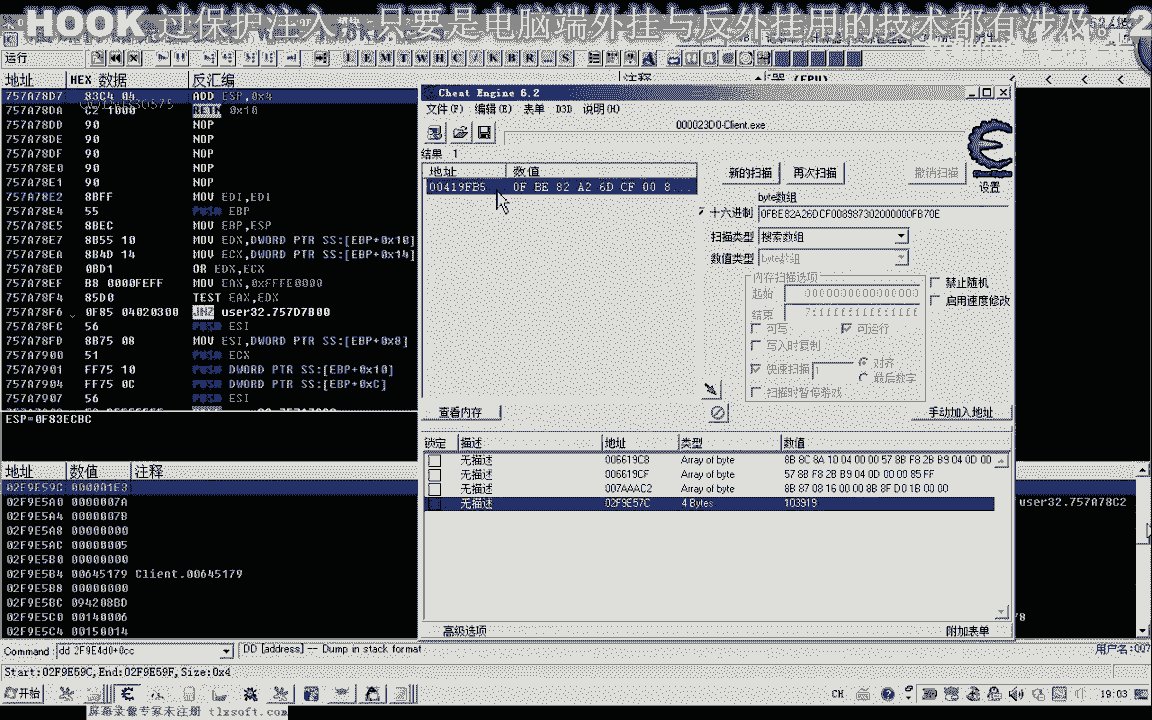 HOOK 过保护注入 只要是电脑端外挂与反外挂用的技术都有涉及。2
运行 L E M T W H C / K B R ... S
地址 HEX 数据 反汇编 注释
757A78D7 83C4 04 ADD ESP,0x4
757A78DA C2 1000 RETN 0x10
757A78DD 90 NOP
757A78DE 90 NOP
757A78DF 90 NOP
757A78E0 90 NOP
757A78E1 90 NOP
757A78E2 8BFF MOV EDI,EDI
757A78E4 55 PUSH EBP
757A78E5 8BEC MOV EBP,ESP
757A78E7 8B55 10 MOV EDX,DWORD PTR SS:[EBP+0x10]
757A78EA 8B4D 14 MOV ECX,DWORD PTR SS:[EBP+0x14]
757A78ED 0BD1 OR EDX,ECX
757A78EF B8 0000FEFF MOV EAX,0xFFFE0000
757A78F4 85D0 TEST EAX,EDX
757A78F6 0F85 04020300 JNZ user32.757D7B00
757A78FC 56 PUSH ESI
757A78FD 8B75 08 MOV ESI,DWORD PTR SS:[EBP+0x8]
757A7900 51 PUSH ECX
757A7901 FF75 10 PUSH DWORD PTR SS:[EBP+0x10]
757A7904 FF75 0C PUSH DWORD PTR SS:[EBP+0xC]
757A7907 56 PUSH ESI
ESP=0F83ECBC
地址 数值 注释
02F9E59C 000001E3
02F9E5A0 0000007A
02F9E5A4 0000007B
02F9E5A8 00000000
02F9E5AC 00000005
02F9E5B0 00000000
02F9E5B4 00645179 Client.00645179
02F9E5B8 00000000
02F9E5BC 094208BD
02F9E5C0 00140006
02F9E5C4 00150014
user32.757A78C2
Cheat Engine 6.2
文件(F) 编辑(E) 表单 D3D 说明(H)
000023D0-Client.exe
结果 1
地址 数值
00419FB5 0F BE 82 A2 6D CF 00 8...
新的扫描 再次扫描 撤消扫描
设置
byte数组
十六进制 0FBE82A26DCF008987302000000FB70E
扫描类型 搜索数组
数值类型 byte数组
内存扫描选项
起始 0000000000000000
结束 7fffffffffffffff
可写 可运行
写入时复制
快速扫描 1 对齐
最后数字
扫描时暂停游戏
禁止随机
启用速度修改
查看内存 手动加入地址
锁定 描述 地址 类型 数值
无描述 006619C8 Array of byte 8B 8C 8A 10 04 00 00 57 8B F8 2B B9 04 0D 00
无描述 006619CF Array of byte 57 8B F8 2B B9 04 0D 00 00 85 FF
无描述 007AAAC2 Array of byte 8B 87 08 16 00 00 8B 8F D0 1B 00 00
无描述 02F9E57C 4 Bytes 103919
高级选项 附加表单
Command: dd 2F9E4d0+0cc DD [address] -- Dump in stack format 用户名:007
Start:02F9E59C,End:02F9E59F,Size:0x4
开始 CH 19:03
屏幕录像专家未注册 tlxsoft.com